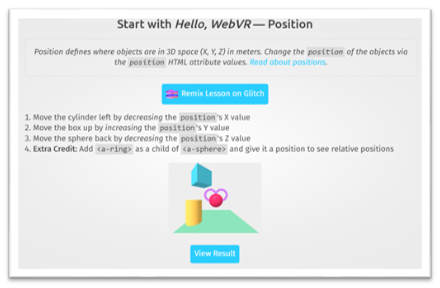 Start with Hello, WebVR — Position
Position defines where objects are in 3D space (X, Y, Z) in meters. Change the position of the objects via
the position HTML attribute values. Read about positions.
Remix Lesson on Glitch
1. Move the cylinder left by decreasing the position's X value
2. Move the box up by increasing the position's Y value
3. Move the sphere back by decreasing the position's Z value
4. Extra Credit: Add <a-ring> as a child of <a-sphere> and give it a position to see relative positions
View Result